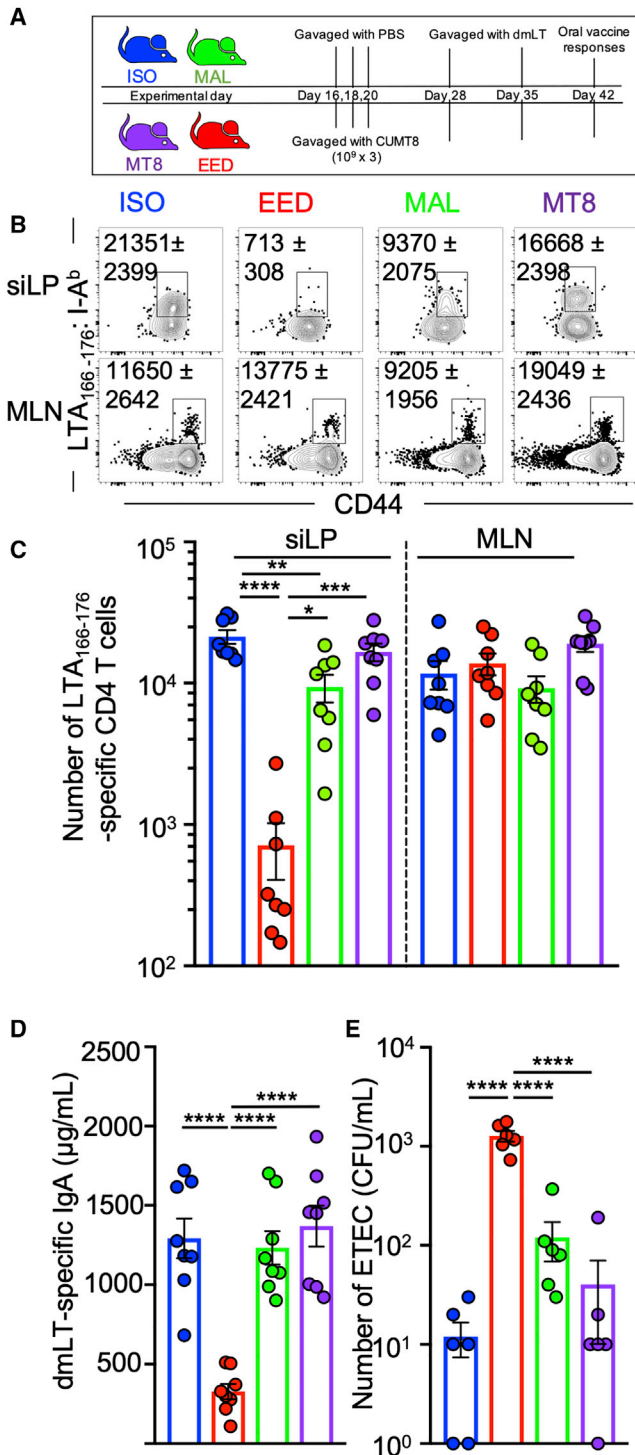 A
Gavaged with PBS
Gavaged with dmLT
Oral vaccine
responses
ISO
MAL
Experimental day
Day 16,18,20
Day 28
Day 35
Day 42
MT8
EED
Gavaged with CUMT8
(10⁹ x 3)
ISO
EED
MAL
MT8
B
siLP
21351 ±
2399
713 ±
308
9370 ±
2075
16668 ±
2398
MLN
11650 ±
2642
13775 ±
2421
9205 ±
1956
19049 ±
2436
LTA₁₆₆₋₁₇₆: I-Aᵇ
CD44
C
siLP
MLN
**
****
***
*
10⁵
10⁴
10³
10²
Number of LTA₁₆₆₋₁₇₆
-specific CD4 T cells
D
2500
2000
1500
1000
500
dmLT-specific IgA (µg/mL)
****
**** ****
E
10⁴
10³
10²
10¹
10⁰
Number of ETEC (CFU/mL)
****
**** ****